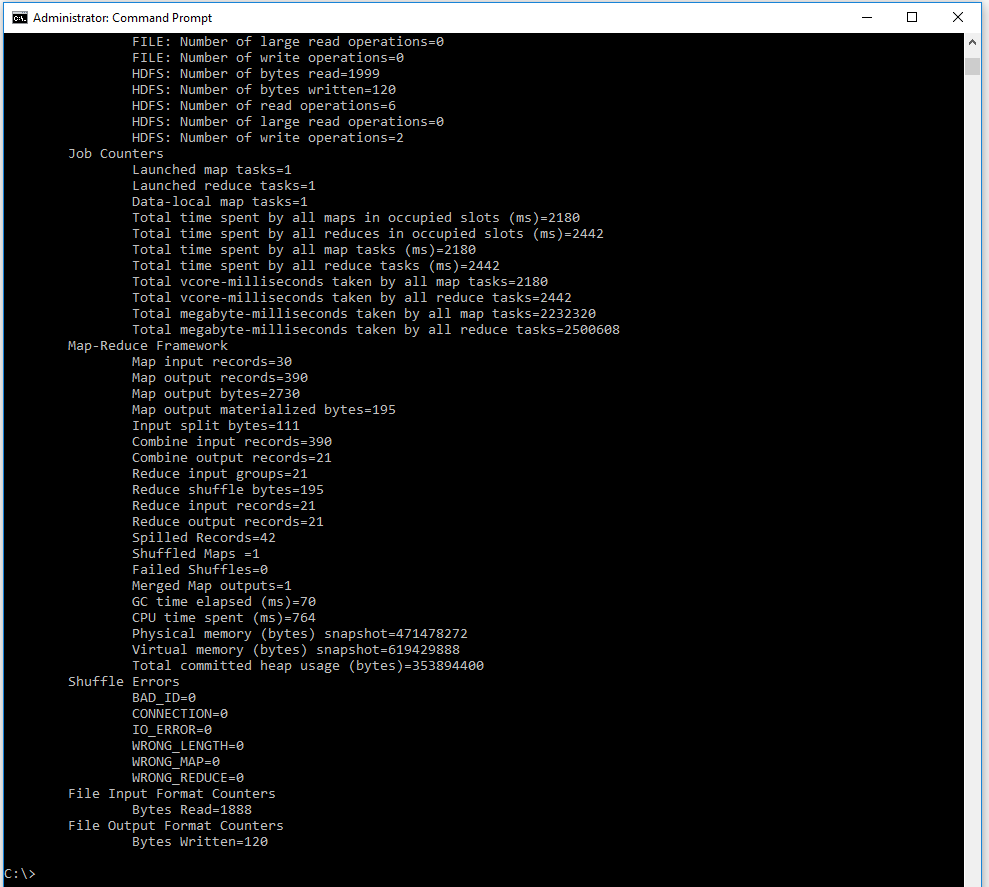 Administrator: Command Prompt
FILE: Number of large read operations=0
FILE: Number of write operations=0
HDFS: Number of bytes read=1999
HDFS: Number of bytes written=120
HDFS: Number of read operations=6
HDFS: Number of large read operations=0
HDFS: Number of write operations=2
Job Counters
Launched map tasks=1
Launched reduce tasks=1
Data-local map tasks=1
Total time spent by all maps in occupied slots (ms)=2180
Total time spent by all reduces in occupied slots (ms)=2442
Total time spent by all map tasks (ms)=2180
Total time spent by all reduce tasks (ms)=2442
Total vcore-milliseconds taken by all map tasks=2180
Total vcore-milliseconds taken by all reduce tasks=2442
Total megabyte-milliseconds taken by all map tasks=2232320
Total megabyte-milliseconds taken by all reduce tasks=2500608
Map-Reduce Framework
Map input records=30
Map output records=390
Map output bytes=2730
Map output materialized bytes=195
Input split bytes=111
Combine input records=390
Combine output records=21
Reduce input groups=21
Reduce shuffle bytes=195
Reduce input records=21
Reduce output records=21
Spilled Records=42
Shuffled Maps =1
Failed Shuffles=0
Merged Map outputs=1
GC time elapsed (ms)=70
CPU time spent (ms)=764
Physical memory (bytes) snapshot=471478272
Virtual memory (bytes) snapshot=619429888
Total committed heap usage (bytes)=353894400
Shuffle Errors
BAD_ID=0
CONNECTION=0
IO_ERROR=0
WRONG_LENGTH=0
WRONG_MAP=0
WRONG_REDUCE=0
File Input Format Counters
Bytes Read=1888
File Output Format Counters
Bytes Written=120
C:\>